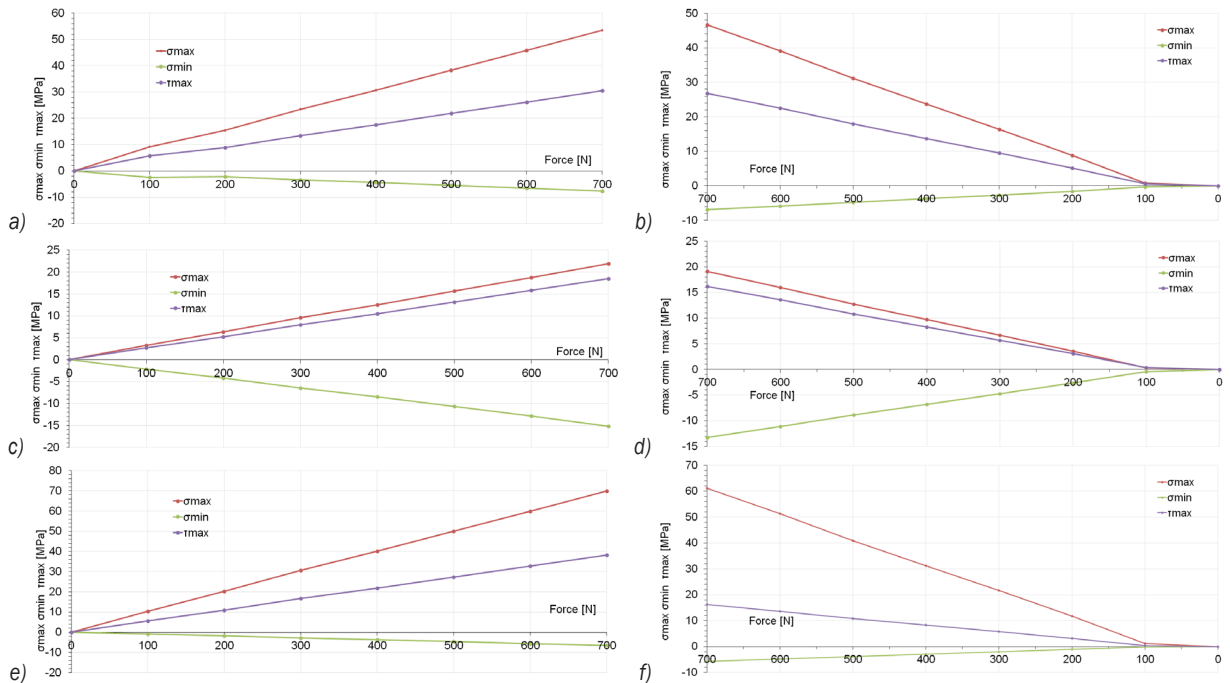 60
50
40
30
20
10
0
-10
-20
σmax σmin τmax [MPa]
σmax
σmin
τmax
Force [N]
0 100 200 300 400 500 600 700
a)
50
40
30
20
10
0
-10
σmax σmin τmax [MPa]
σmax
σmin
τmax
Force [N]
700 600 500 400 300 200 100 0
b)
25
20
15
10
5
0
-5
-10
-15
-20
σmax σmin τmax [MPa]
σmax
σmin
τmax
Force [N]
0 100 200 300 400 500 600 700
c)
25
20
15
10
5
0
-5
-10
-15
σmax σmin τmax [MPa]
σmax
σmin
τmax
Force [N]
700 600 500 400 300 200 100 0
d)
80
70
60
50
40
30
20
10
0
-10
-20
σmax σmin τmax [MPa]
σmax
σmin
τmax
Force [N]
0 100 200 300 400 500 600 700
e)
70
60
50
40
30
20
10
0
-10
σmax σmin τmax [MPa]
σmax
σmin
τmax
Force [N]
700 600 500 400 300 200 100 0
f)